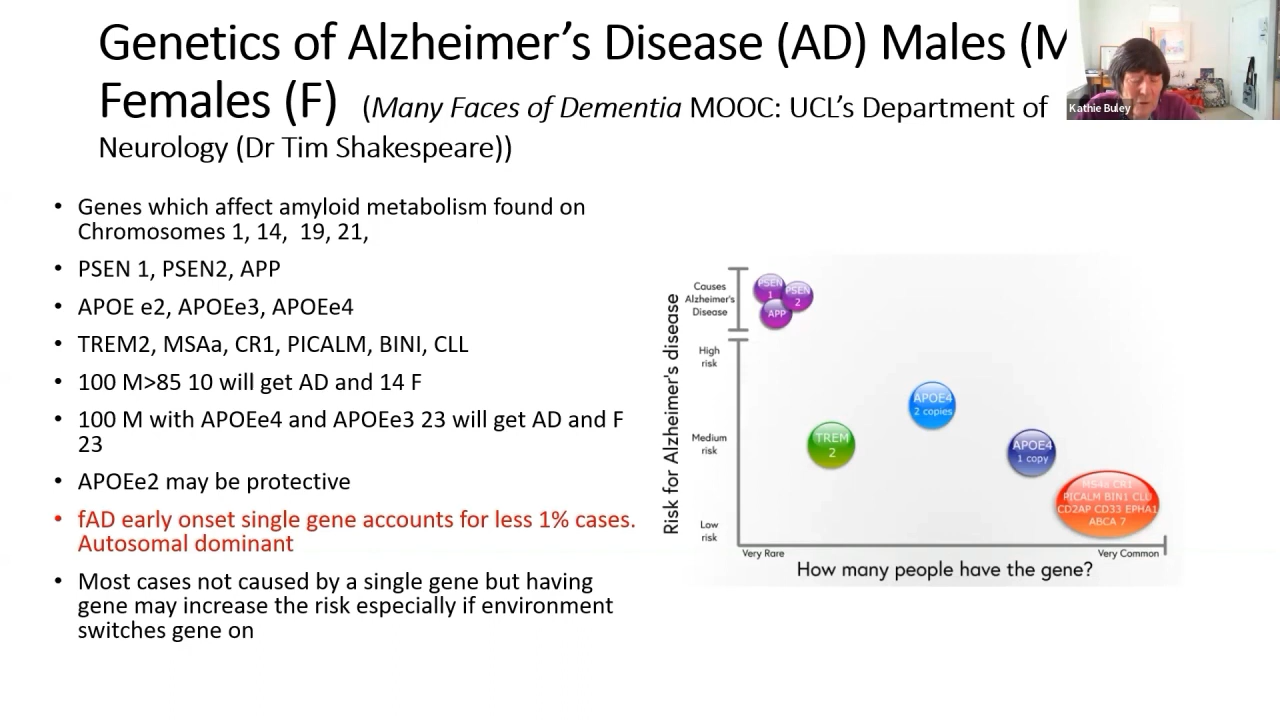 Genetics of Alzheimer's Disease (AD) Males (M
Females (F) (Many Faces of Dementia MOOC: UCL's Department of
Neurology (Dr Tim Shakespeare))
Kathie Buley
• Genes which affect amyloid metabolism found on
Chromosomes 1, 14, 19, 21,
• PSEN 1, PSEN2, APP
• APOE e2, APOEe3, APOEe4
• TREM2, MSAa, CR1, PICALM, BINI, CLL
• 100 M>85 10 will get AD and 14 F
• 100 M with APOEe4 and APOEe3 23 will get AD and F
23
• APOEe2 may be protective
• fAD early onset single gene accounts for less 1% cases.
Autosomal dominant
• Most cases not caused by a single gene but having
gene may increase the risk especially if environment
switches gene on
Risk for Alzheimer's disease
Causes
Alzheimer's
Disease
High
risk
Medium
risk
Low
risk
PSEN
1
PSEN
2
APP
APOE4
2 copies
TREM
2
APOE4
1 copy
MS4a CR1
PICALM BIN1 CLU
CD2AP CD33 EPHA1
ABCA 7
Very Rare
Very Common
How many people have the gene?